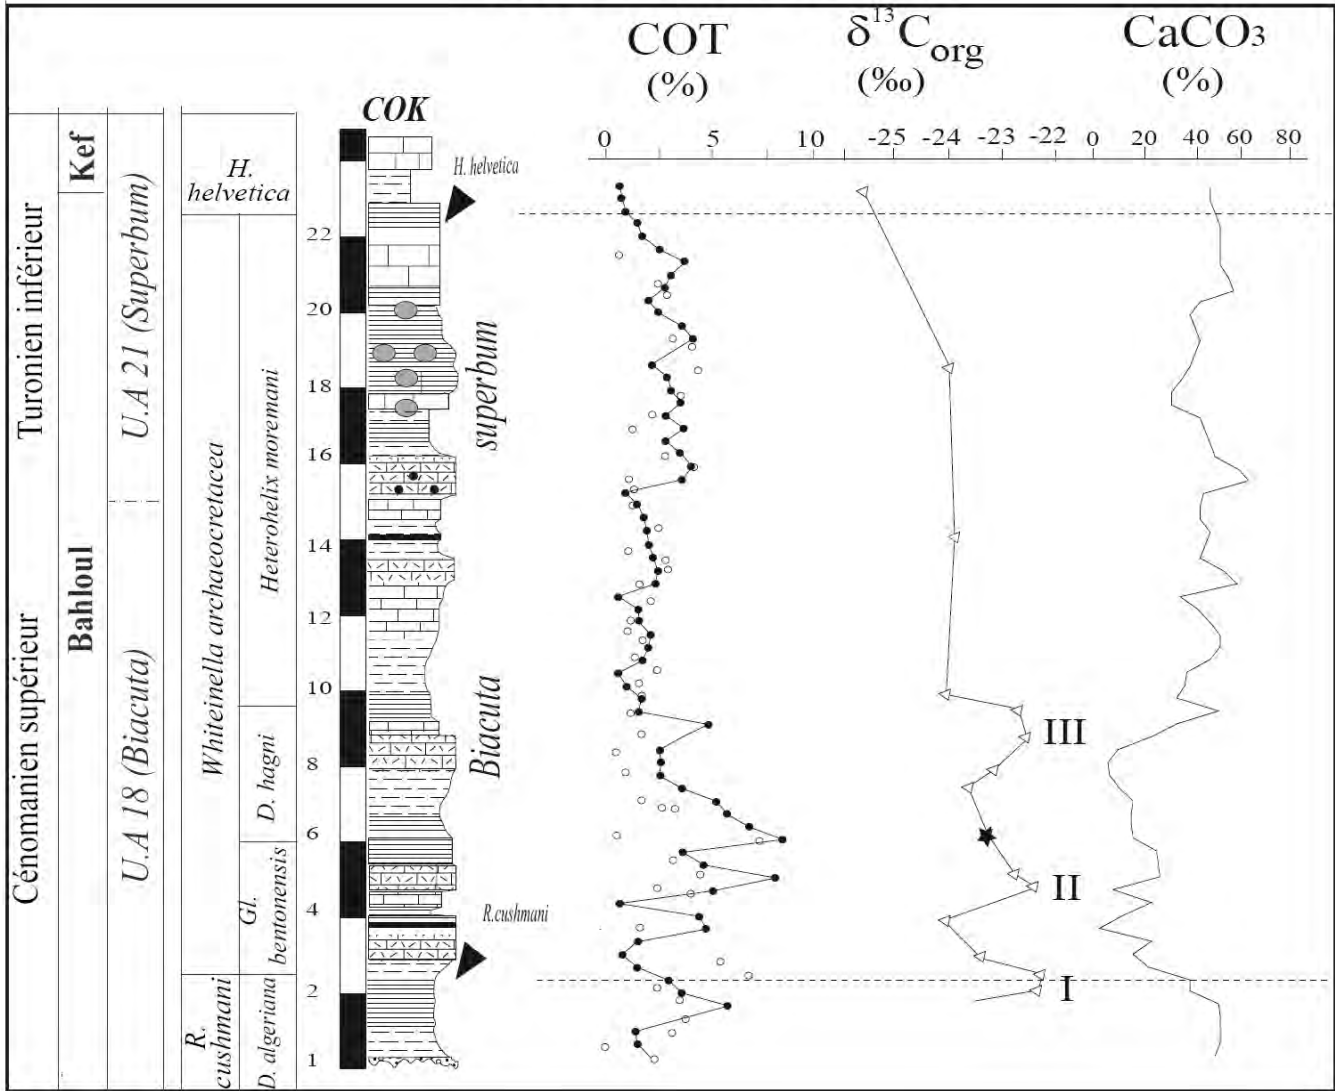 COT
(%)
δ¹³C org
(‰)
CaCO₃
(%)
COK
0 5 10
-25 -24 -23 -22
0 20 40 60 80
Turonien inférieur
Cénomanien supérieur
Kef
Bahloul
U.A 21 (Superbum)
U.A 18 (Biacuta)
H.
helvetica
Whiteinella archaeocretacea
R.
cushmani
Heterohelix moremani
D. hagni
Gl.
bentonensis
D. algeriana
22
20
18
16
14
12
10
8
6
4
2
1
H. helvetica
superbum
Biacuta
R.cushmani
III
II
I